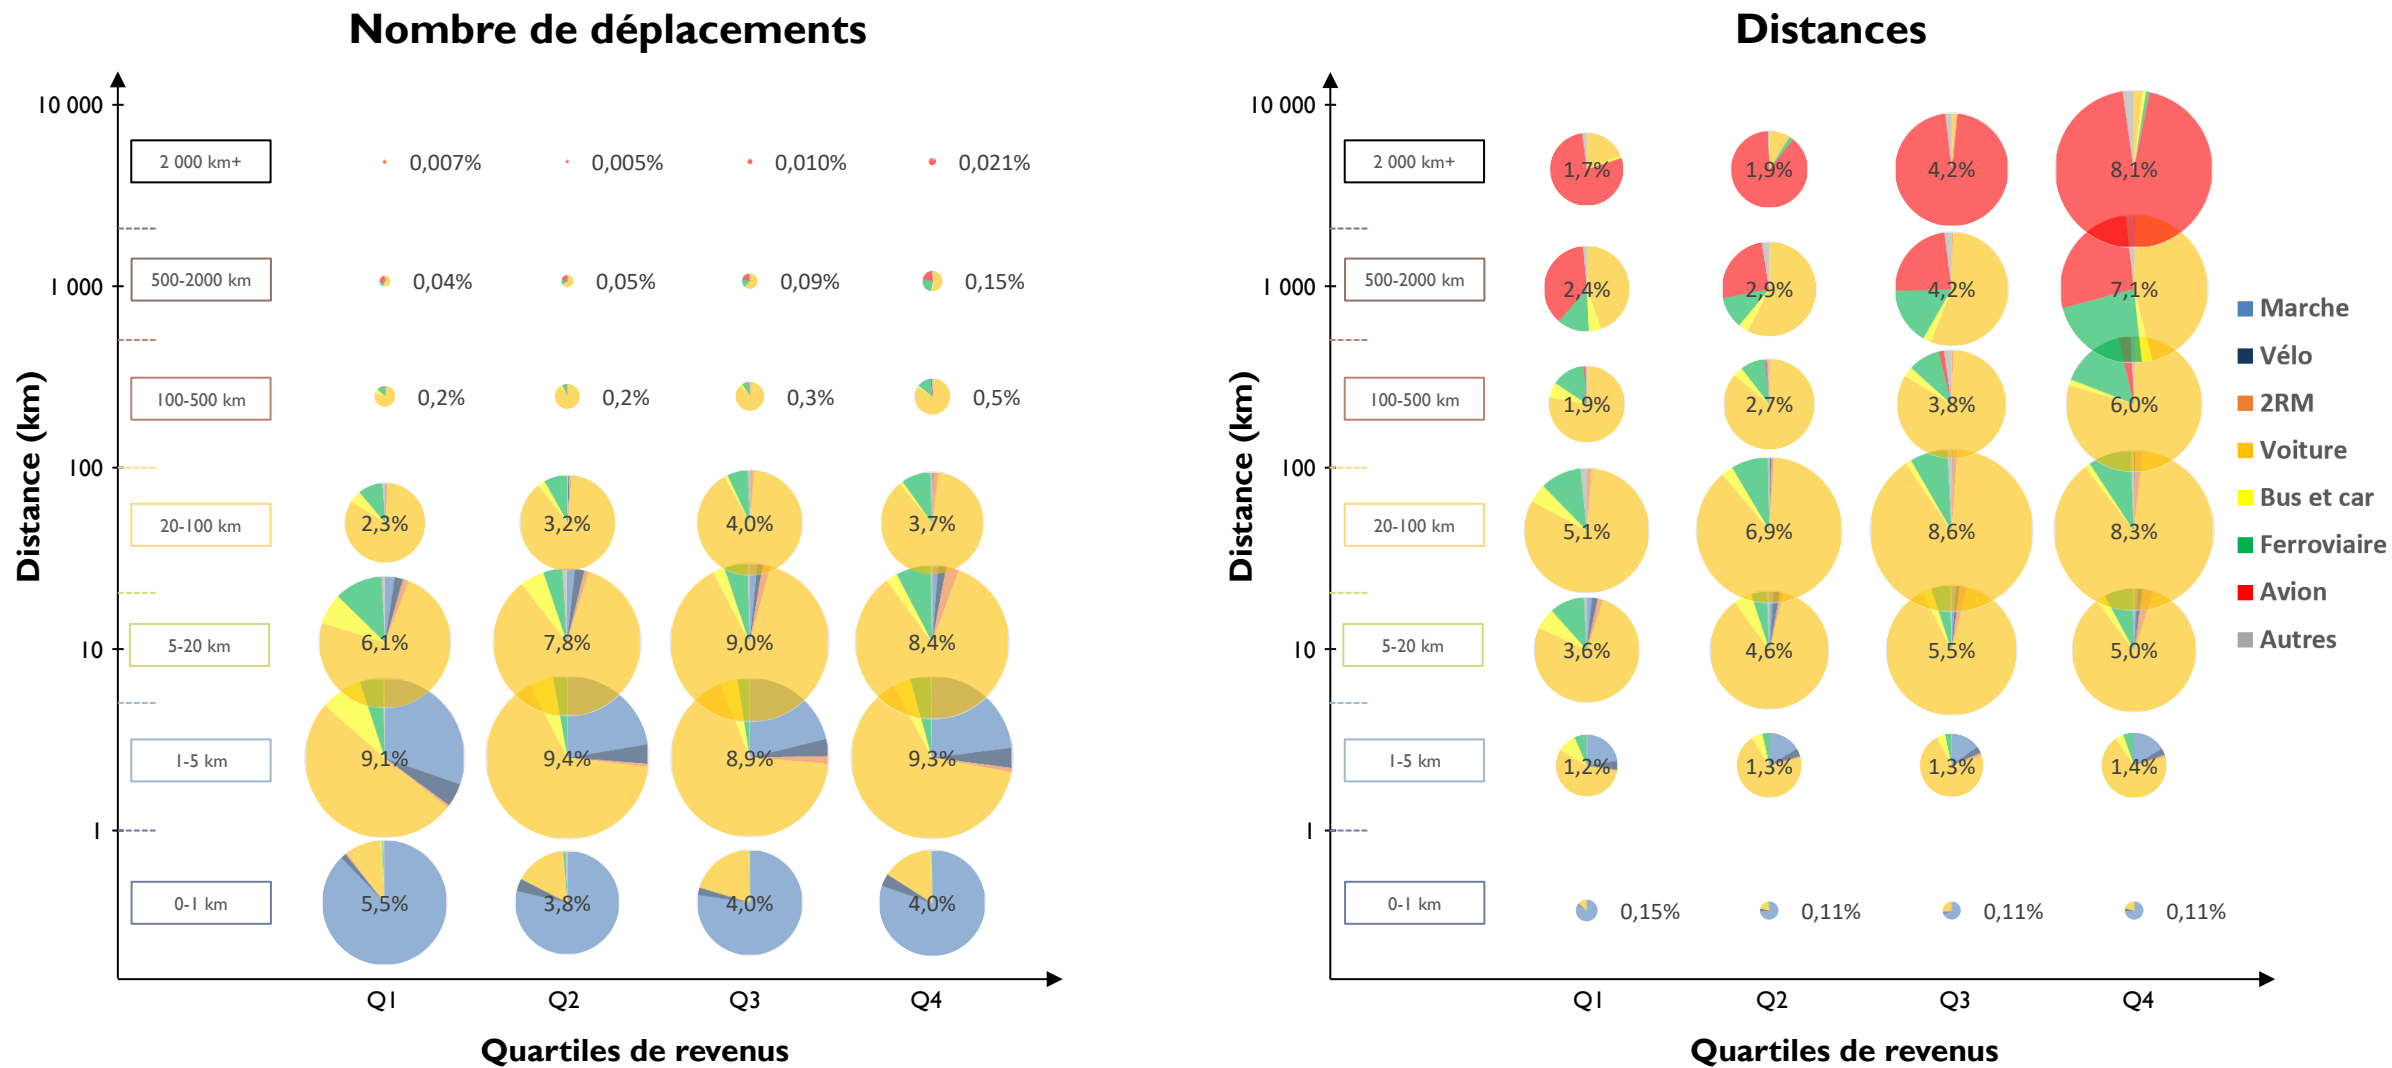 Nombre de déplacements
Distance (km)
10 000
1 000
100
10
1
2 000 km+
0,007%
0,005%
0,010%
0,021%
500-2000 km
0,04%
0,05%
0,09%
0,15%
100-500 km
0,2%
0,2%
0,3%
0,5%
20-100 km
2,3%
3,2%
4,0%
3,7%
5-20 km
6,1%
7,8%
9,0%
8,4%
1-5 km
9,1%
9,4%
8,9%
9,3%
0-1 km
5,5%
3,8%
4,0%
4,0%
Q1
Q2
Q3
Q4
Quartiles de revenus
Distances
Distance (km)
10 000
1 000
100
10
1
2 000 km+
1,7%
1,9%
4,2%
8,1%
500-2000 km
2,4%
2,9%
4,2%
7,1%
100-500 km
1,9%
2,7%
3,8%
6,0%
20-100 km
5,1%
6,9%
8,6%
8,3%
5-20 km
3,6%
4,6%
5,5%
5,0%
1-5 km
1,2%
1,3%
1,3%
1,4%
0-1 km
0,15%
0,11%
0,11%
0,11%
Q1
Q2
Q3
Q4
Quartiles de revenus
Marche
Vélo
2RM
Voiture
Bus et car
Ferroviaire
Avion
Autres